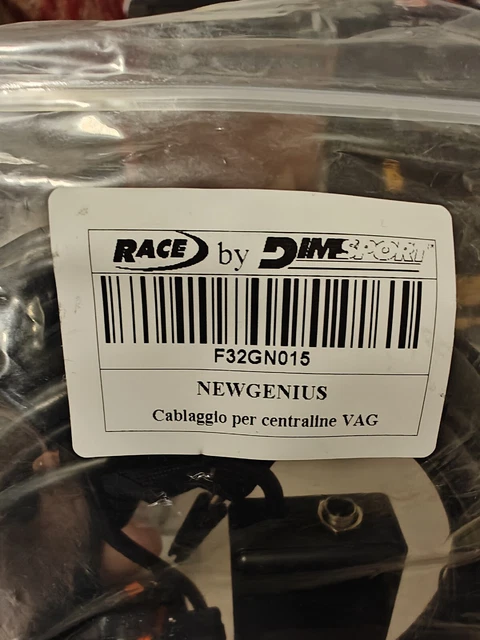 RACE by DIMSPORT
F32GN015
NEWGENIUS
Cablaggio per centraline VAG